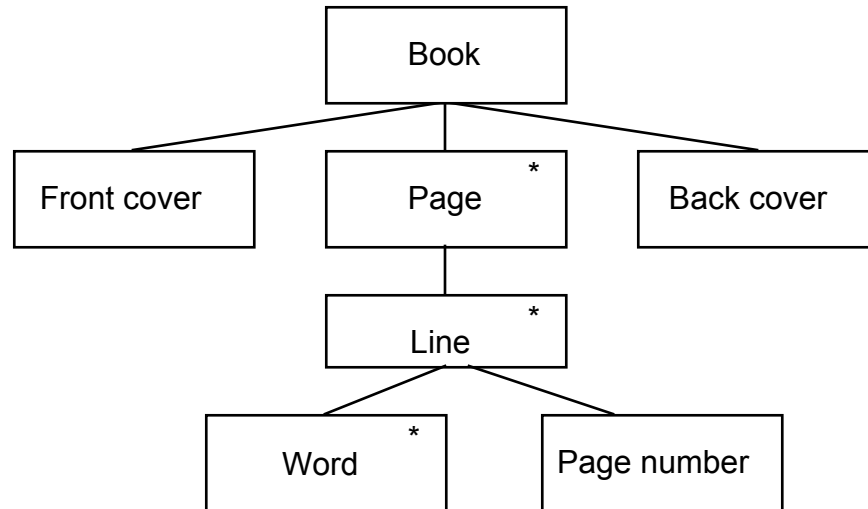 Book
Front cover
Page *
Back cover
Line *
Word *
Page number